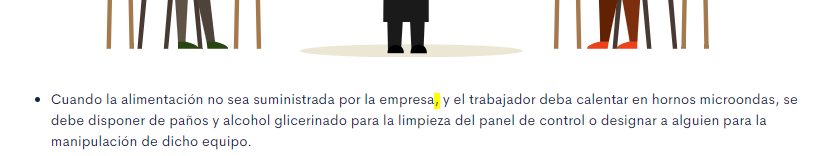 • Cuando la alimentación no sea suministrada por la empresa, y el trabajador deba calentar en hornos microondas, se
debe disponer de paños y alcohol glicerinado para la limpieza del panel de control o designar a alguien para la
manipulación de dicho equipo.